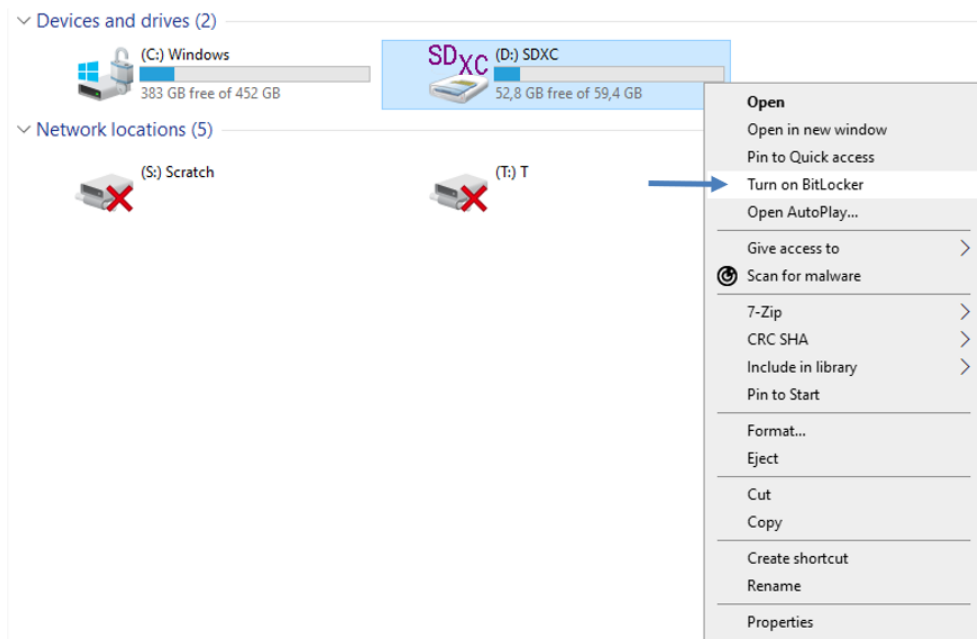 Devices and drives (2)
(C:) Windows
383 GB free of 452 GB
SDXC
(D:) SDXC
52,8 GB free of 59,4 GB
Network locations (5)
(S:) Scratch
(T:) T
Open
Open in new window
Pin to Quick access
Turn on BitLocker
Open AutoPlay...
Give access to
Scan for malware
7-Zip
CRC SHA
Include in library
Pin to Start
Format...
Eject
Cut
Copy
Create shortcut
Rename
Properties